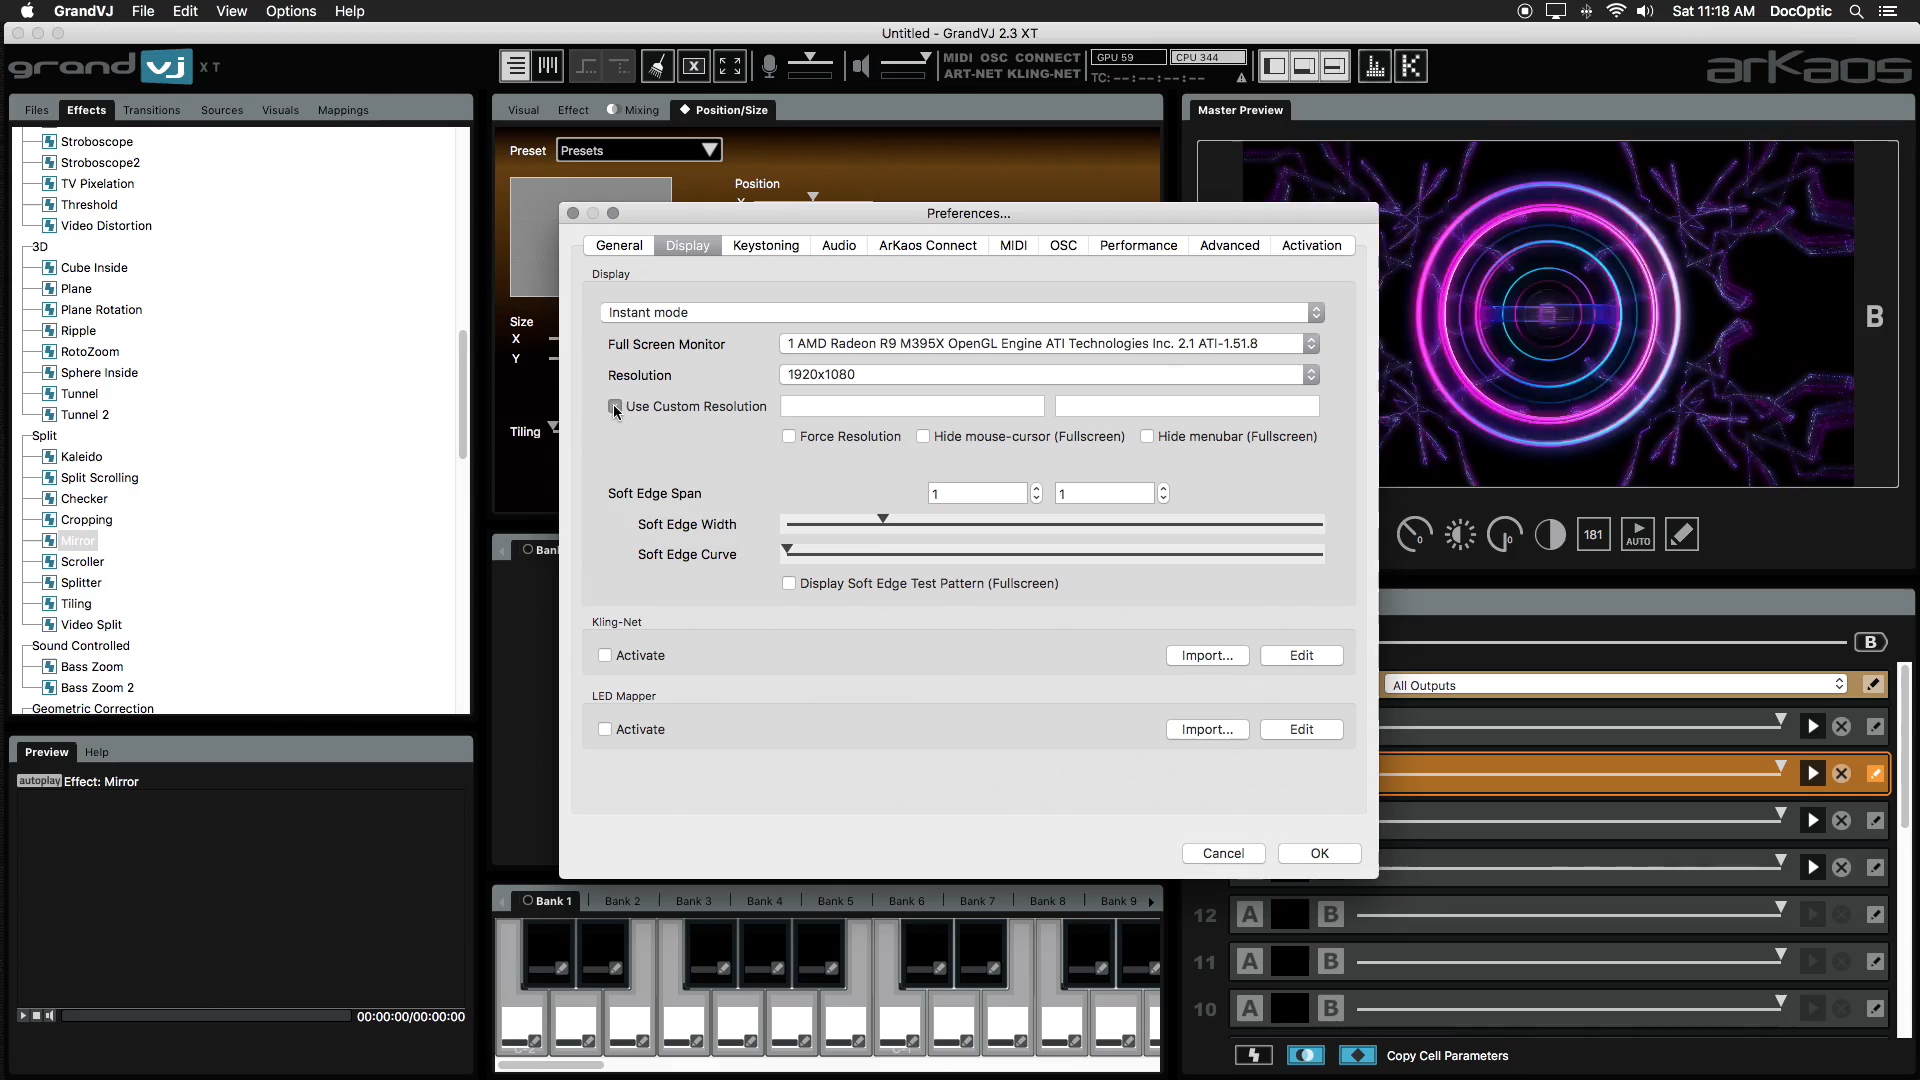 GrandVJ File Edit View Options Help
Sat 11:18 AM DocOptic
Untitled - GrandVJ 2.3 XT
grand vj XT
MIDI OSC CONNECT
ART-NET KLING-NET
GPU 59 CPU 344
TC: --:--:--:--
arKaos
Files Effects Transitions Sources Visuals Mappings
Stroboscope
Stroboscope2
TV Pixelation
Threshold
Video Distortion
3D
Cube Inside
Plane
Plane Rotation
Ripple
RotoZoom
Sphere Inside
Tunnel
Tunnel 2
Split
Kaleido
Split Scrolling
Checker
Cropping
Mirror
Scroller
Splitter
Tiling
Video Split
Sound Controlled
Bass Zoom
Bass Zoom 2
Geometric Correction
Preview Help
autoplay Effect: Mirror
00:00:00/00:00:00
Visual Effect Mixing Position/Size
Preset Presets
Position
X
Size
X
Y
Tiling
Preferences...
General Display Keystoning Audio ArKaos Connect MIDI OSC Performance Advanced Activation
Display
Instant mode
Full Screen Monitor 1 AMD Radeon R9 M395X OpenGL Engine ATI Technologies Inc. 2.1 ATI-1.51.8
Resolution 1920x1080
Use Custom Resolution
Force Resolution Hide mouse-cursor (Fullscreen) Hide menubar (Fullscreen)
Soft Edge Span 1 1
Soft Edge Width
Soft Edge Curve
Display Soft Edge Test Pattern (Fullscreen)
Kling-Net
Activate Import... Edit
LED Mapper
Activate Import... Edit
Cancel OK
Bank 1 Bank 2 Bank 3 Bank 4 Bank 5 Bank 6 Bank 7 Bank 8 Bank 9
Master Preview
B
0 0 181 AUTO
B
All Outputs
12 A B
11 A B
10 A B
Copy Cell Parameters